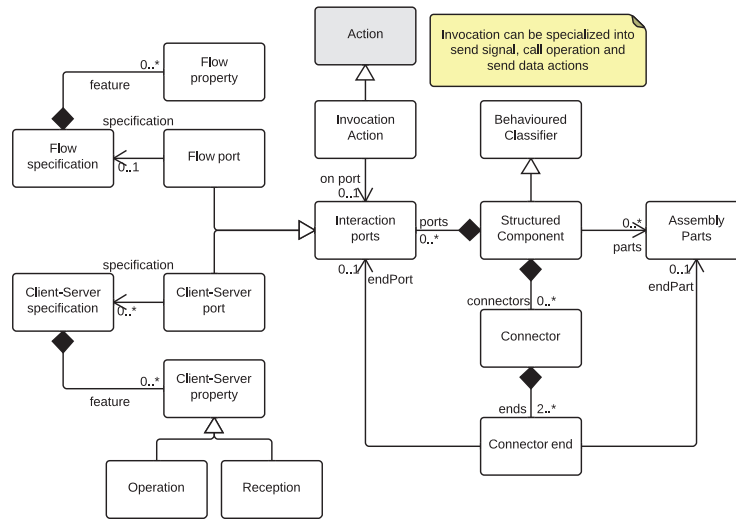 Action
Invocation can be specialized into
send signal, call operation and
send data actions
Flow
property
0..*
feature
Invocation
Action
Behavioured
Classifier
specification
Flow
specification
0..1
Flow port
on port
0..1
Interaction
ports
ports
0..*
Structured
Component
0..*
parts
Assembly
Parts
specification
Client-Server
specification
0..*
Client-Server
port
0..1
endPort
0..1
endPart
connectors
0..*
Connector
0..*
feature
Client-Server
property
ends
2..*
Connector end
Operation
Reception